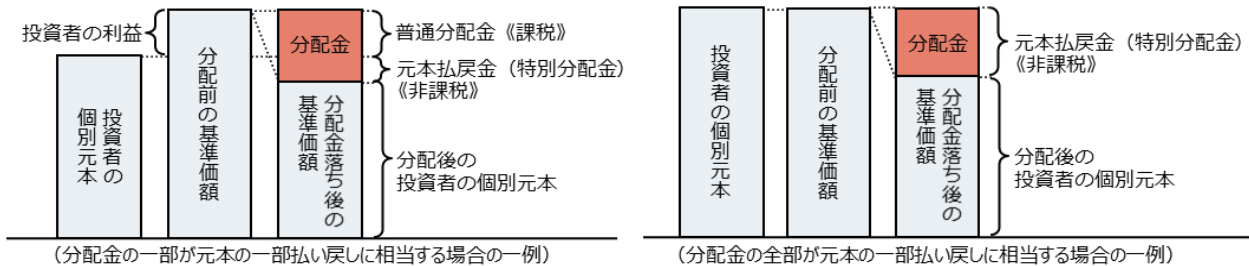 投資者の利益
投資者の
個別元本
分配前の基準価額
分配金
分配金落ち後の
基準価額
普通分配金《課税》
元本払戻金（特別分配金）
《非課税》
分配後の
投資者の個別元本
（分配金の一部が元本の一部払い戻しに相当する場合の一例）
投資者の個別元本
分配前の基準価額
分配金
分配金落ち後の
基準価額
元本払戻金（特別分配金）
《非課税》
分配後の
投資者の個別元本
（分配金の全部が元本の一部払い戻しに相当する場合の一例）